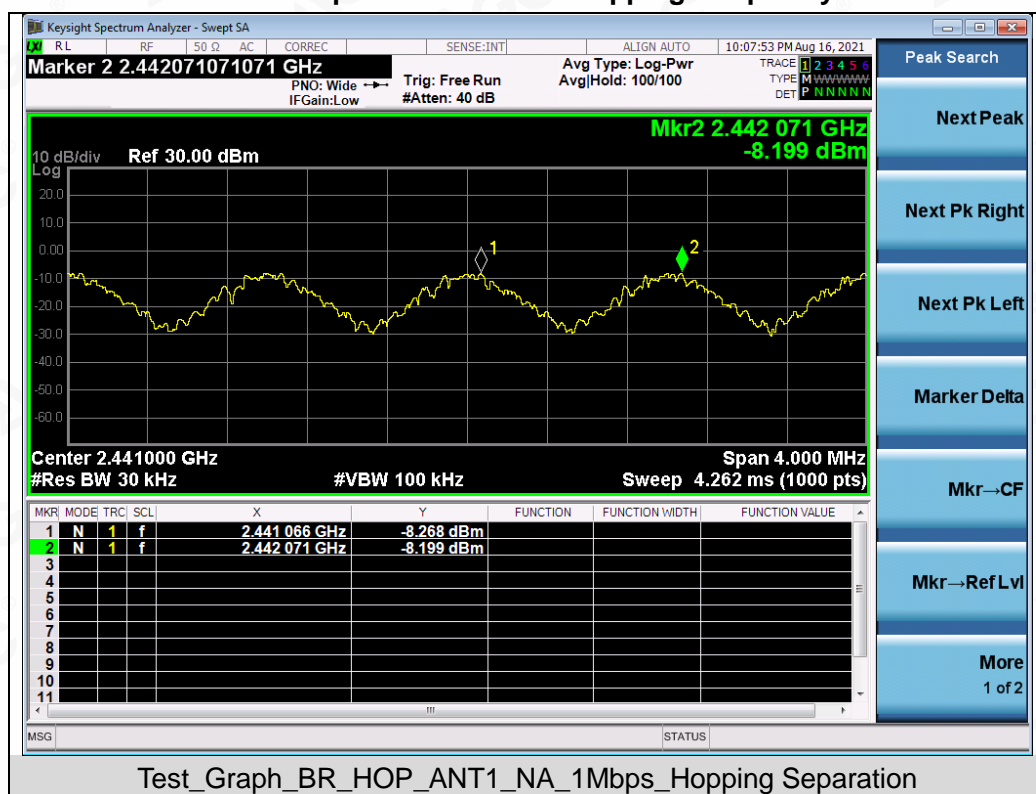 Keysight Spectrum Analyzer - Swept SA
LXI RL RF 50 Ω AC CORREC SENSE:INT ALIGN AUTO 10:07:53 PM Aug 16, 2021
Marker 2 2.442071071071 GHz
PNO: Wide
IFGain:Low
Trig: Free Run
#Atten: 40 dB
Avg Type: Log-Pwr
Avg|Hold: 100/100
TRACE 1 2 3 4 5 6
TYPE M WWWWW
DET P N N N N N
Mkr2 2.442 071 GHz
-8.199 dBm
10 dB/div Ref 30.00 dBm
Log
20.0
10.0
0.00
-10.0
-20.0
-30.0
-40.0
-50.0
-60.0
1
2
Center 2.441000 GHz Span 4.000 MHz
#Res BW 30 kHz #VBW 100 kHz Sweep 4.262 ms (1000 pts)
MKR MODE TRC SCL X Y FUNCTION FUNCTION WIDTH FUNCTION VALUE
1 N 1 f 2.441 066 GHz -8.268 dBm
2 N 1 f 2.442 071 GHz -8.199 dBm
3
4
5
6
7
8
9
10
11
MSG STATUS
Peak Search
Next Peak
Next Pk Right
Next Pk Left
Marker Delta
Mkr→CF
Mkr→Ref Lvl
More
1 of 2
Test_Graph_BR_HOP_ANT1_NA_1Mbps_Hopping Separation